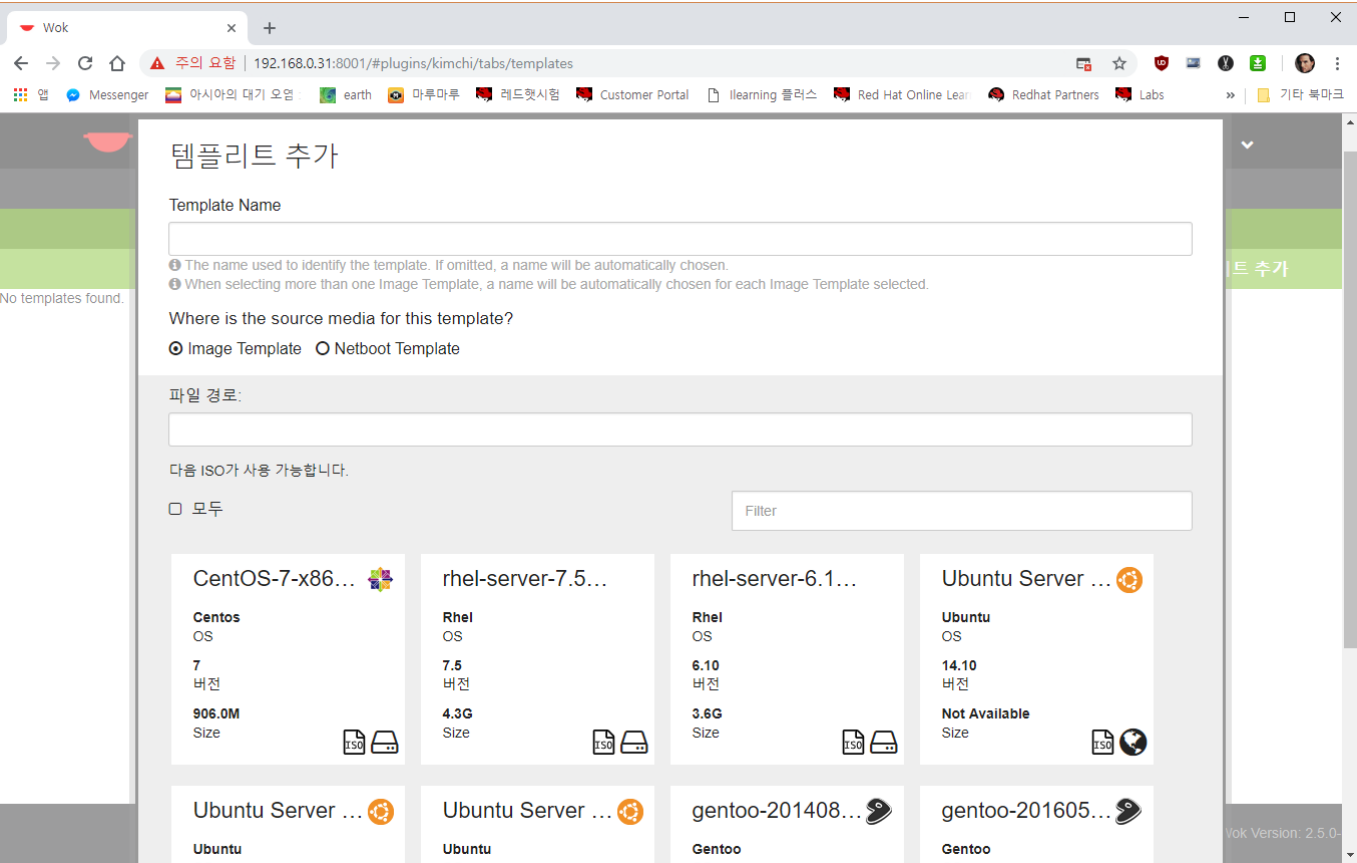 Wok
주의 요함 | 192.168.0.31:8001/#plugins/kimchi/tabs/templates
앱 Messenger 아시아의 대기 오염 earth 마루마루 레드햇시험 Customer Portal Ilearning 플러스 Red Hat Online Lear Redhat Partners Labs » 기타 북마크
템플리트 추가
Template Name
The name used to identify the template. If omitted, a name will be automatically chosen.
트 추가
When selecting more than one Image Template, a name will be automatically chosen for each Image Template selected.
No templates found.
Where is the source media for this template?
Image Template Netboot Template
파일 경로:
다음 ISO가 사용 가능합니다.
모두 Filter
CentOS-7-x86... rhel-server-7.5... rhel-server-6.1... Ubuntu Server ...
Centos Rhel Rhel Ubuntu
OS OS OS OS
7 7.5 6.10 14.10
버전 버전 버전 버전
906.0M 4.3G 3.6G Not Available
Size Size Size Size
ISO ISO ISO ISO
Ubuntu Server ... Ubuntu Server ... gentoo-201408... gentoo-201605...
Wok Version: 2.5.0-
Ubuntu Ubuntu Gentoo Gentoo